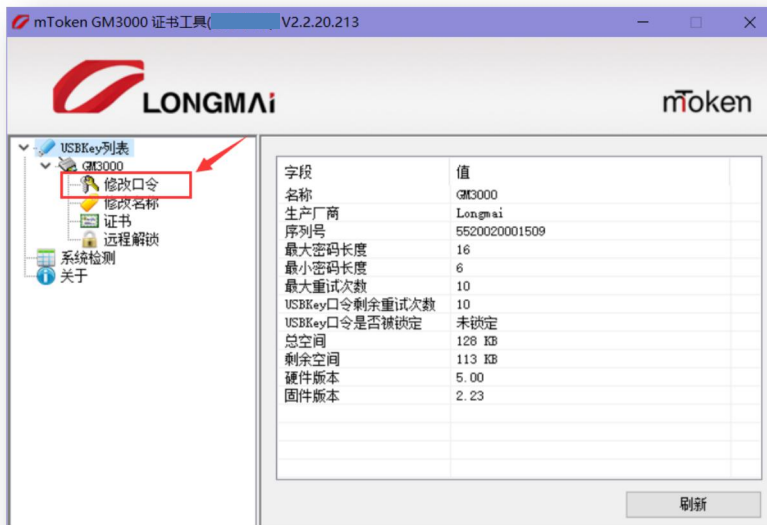 mToken GM3000 证书工具( V2.2.20.213
LONGMAi
mToken
USBKey列表
GM3000
修改口令
修改名称
证书
远程解锁
系统检测
关于
字段 值
名称 GM3000
生产厂商 Longmai
序列号 5520020001509
最大密码长度 16
最小密码长度 6
最大重试次数 10
USBKey口令剩余重试次数 10
USBKey口令是否被锁定 未锁定
总空间 128 KB
剩余空间 113 KB
硬件版本 5.00
固件版本 2.23
刷新